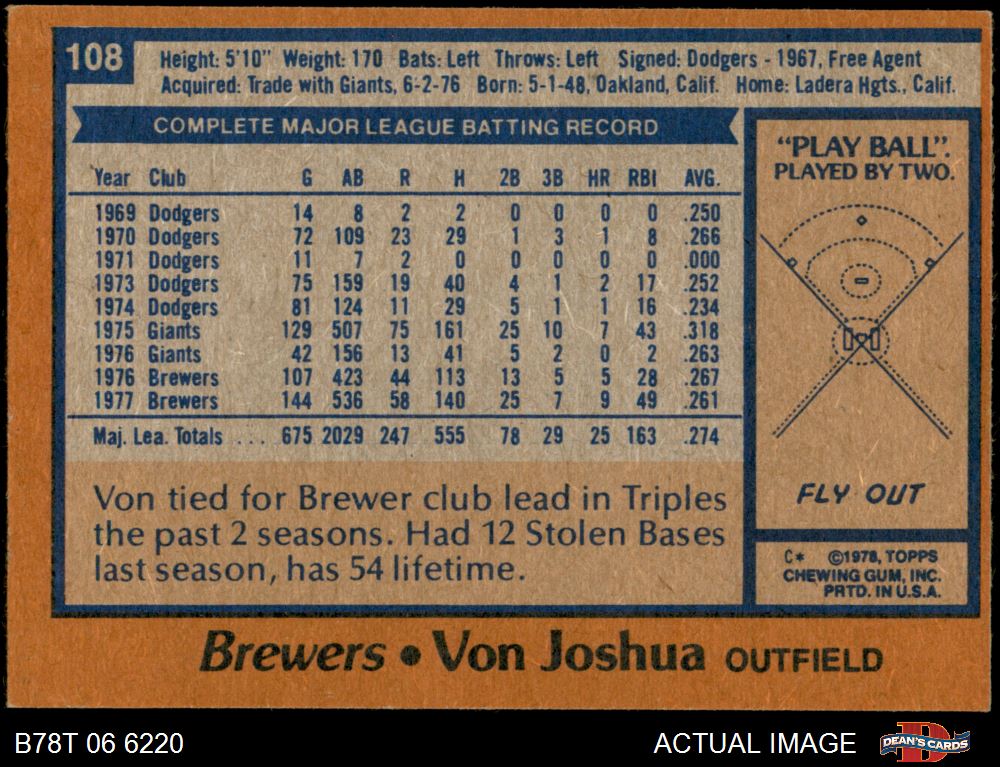 108
Height: 5'10" Weight: 170 Bats: Left Throws: Left Signed: Dodgers - 1967, Free Agent
Acquired: Trade with Giants, 6-2-76 Born: 5-1-48, Oakland, Calif. Home: Ladera Hgts., Calif.
COMPLETE MAJOR LEAGUE BATTING RECORD
Year Club G AB R H 2B 3B HR RBI AVG.
1969 Dodgers 14 8 2 2 0 0 0 0 .250
1970 Dodgers 72 109 23 29 1 3 1 8 .266
1971 Dodgers 11 7 2 0 0 0 0 0 .000
1973 Dodgers 75 159 19 40 4 1 2 17 .252
1974 Dodgers 81 124 11 29 5 1 1 16 .234
1975 Giants 129 507 75 161 25 10 7 43 .318
1976 Giants 42 156 13 41 5 2 0 2 .263
1976 Brewers 107 423 44 113 13 5 5 28 .267
1977 Brewers 144 536 58 140 25 7 9 49 .261
Maj. Lea. Totals . . . 675 2029 247 555 78 29 25 163 .274
Von tied for Brewer club lead in Triples
the past 2 seasons. Had 12 Stolen Bases
last season, has 54 lifetime.
"PLAY BALL".
PLAYED BY TWO.
FLY OUT
C* ©1978, TOPPS
CHEWING GUM, INC.
PRTD. IN U.S.A.
Brewers • Von Joshua OUTFIELD
B78T 06 6220
ACTUAL IMAGE
D
DEAN'S CARDS